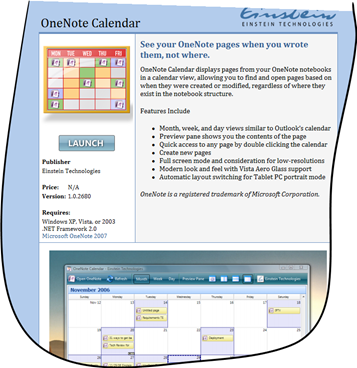 OneNote Calendar
Einstein
EINSTEIN TECHNOLOGIES
See your OneNote pages when you wrote
them, not where.
OneNote Calendar displays pages from your OneNote notebooks
in a calendar view, allowing you to find and open pages based on
when they were created or modified, regardless of where they
exist in the notebook structure.
Features Include
• Month, week, and day views similar to Outlook's calendar
• Preview pane shows you the contents of the page
• Quick access to any page by double clicking the calendar
• Create new pages
• Full screen mode and consideration for low-resolutions
• Modern look and feel with Vista Aero Glass support
• Automatic layout switching for Tablet PC portrait mode
OneNote is a registered trademark of Microsoft Corporation.
MON TUE WED THU FRI
LAUNCH
Publisher
Einstein Technologies
Price: N/A
Version: 1.0.2680
Requires:
Windows XP, Vista, or 2003
.NET Framework 2.0
Microsoft OneNote 2007
OneNote Calendar
Open OneNote Refresh Month Week Day Preview Pane Einstein Technologies
November 2006
Sunday Monday Tuesday Wednesday Thursday Friday Saturday